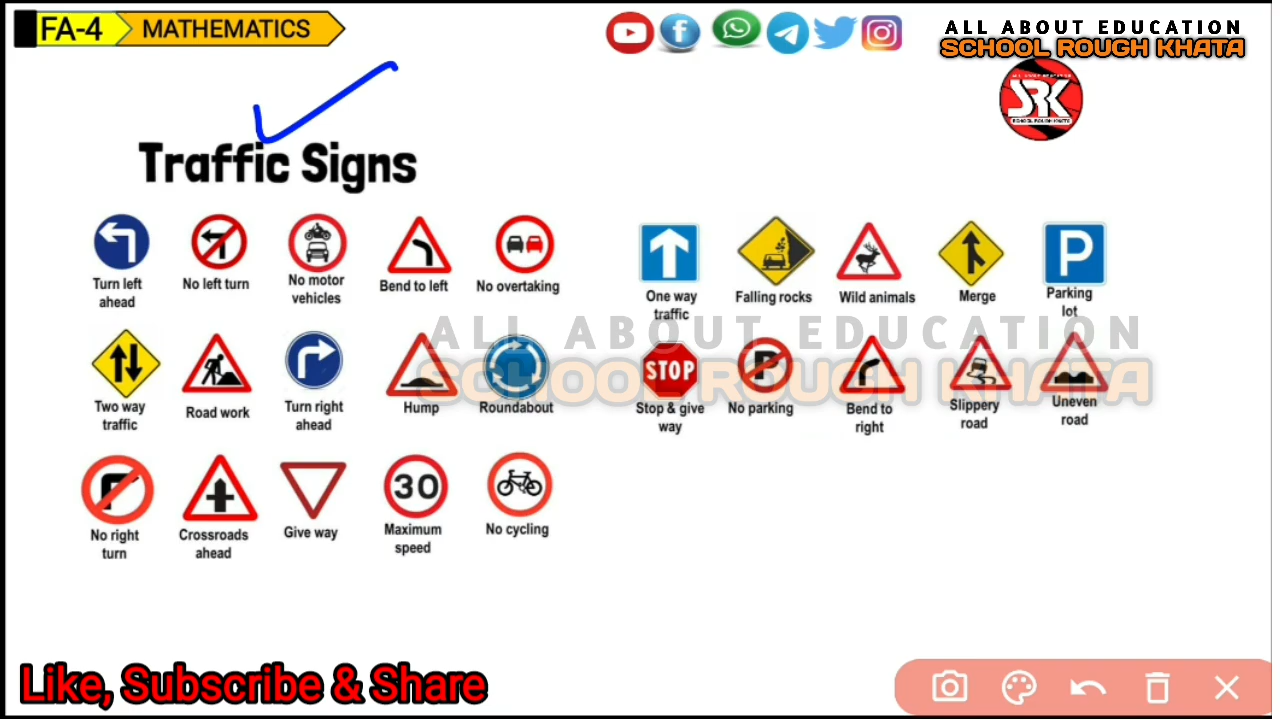 FA-4 MATHEMATICS
ALL ABOUT EDUCATION
SCHOOL ROUGH KHATA
SRK
SCHOOL ROUGH KHATA
Traffic Signs
Turn left
ahead
No left turn
No motor
vehicles
Bend to left
No overtaking
One way
traffic
Falling rocks
Wild animals
Merge
P
Parking
lot
ALL ABOUT EDUCATION
SCHOOL ROUGH KHATA
Two way
traffic
Road work
Turn right
ahead
Hump
Roundabout
STOP
Stop & give
way
P
No parking
Bend to
right
Slippery
road
Uneven
road
No right
turn
Crossroads
ahead
Give way
30
Maximum
speed
No cycling
Like, Subscribe & Share